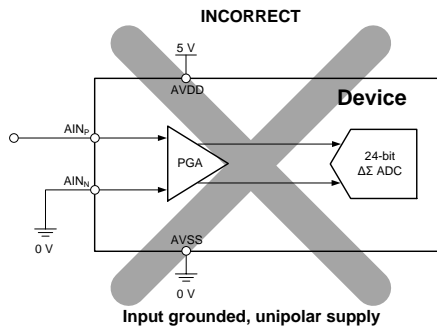 INCORRECT
5 V
AVDD
Device
AINP
PGA
24-bit
ΔΣ ADC
AINN
0 V
AVSS
0 V
Input grounded, unipolar supply